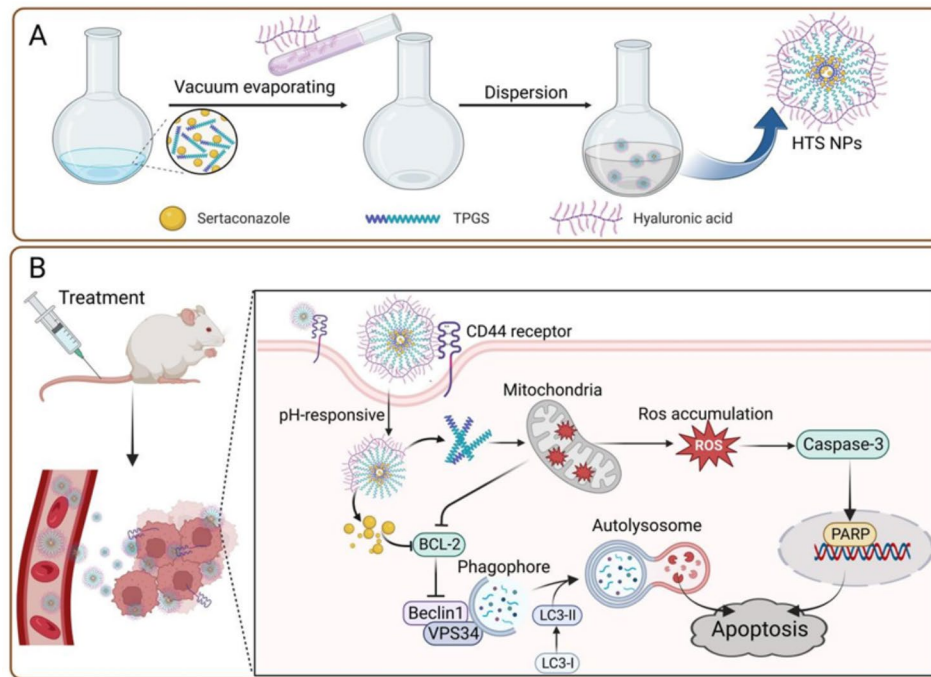 A
Vacuum evaporating
Dispersion
HTS NPs
Sertaconazole
TPGS
Hyaluronic acid
B
Treatment
CD44 receptor
pH-responsive
Mitochondria
Ros accumulation
ROS
Caspase-3
BCL-2
Autolysosome
PARP
Phagophore
Beclin1
VPS34
LC3-II
LC3-I
Apoptosis